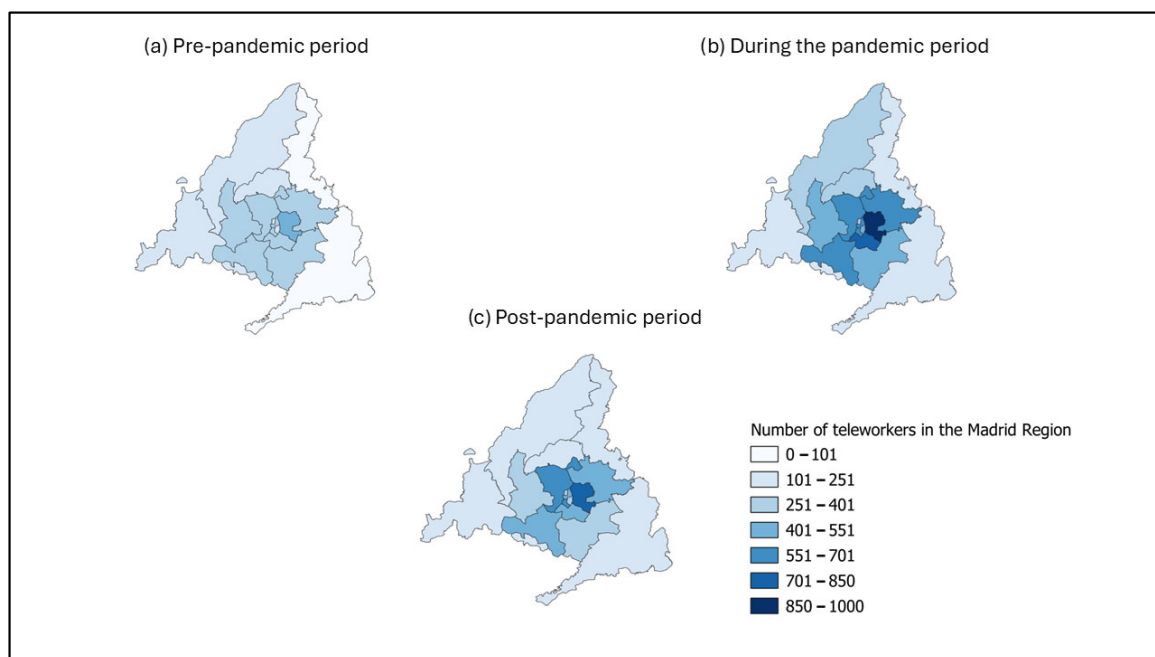 (a) Pre-pandemic period
(b) During the pandemic period
(c) Post-pandemic period
Number of teleworkers in the Madrid Region
0 – 101
101 – 251
251 – 401
401 – 551
551 – 701
701 – 850
850 – 1000